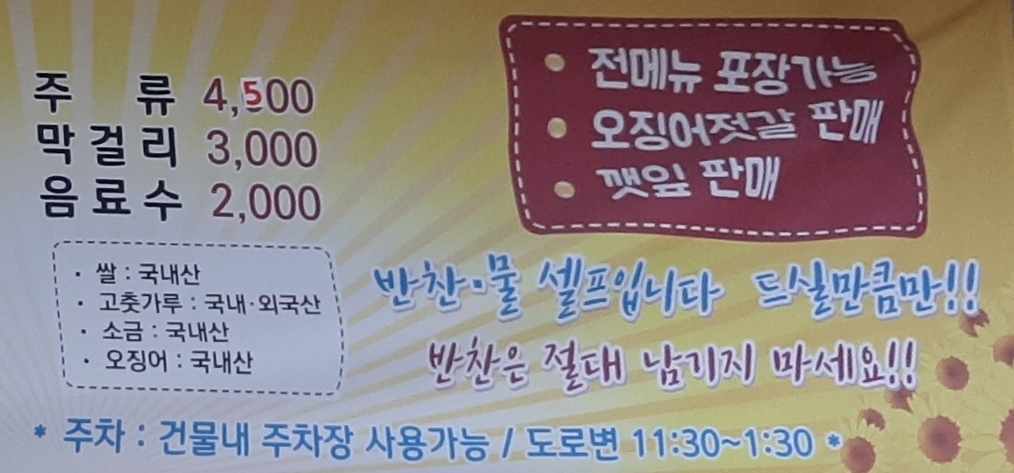 주 류 4,500
막걸리 3,000
음료수 2,000
• 전메뉴 포장가능
• 오징어젓갈 판매
• 깻잎 판매
• 쌀 : 국내산
• 고춧가루 : 국내·외국산
• 소금 : 국내산
• 오징어 : 국내산
반찬·물 셀프입니다 드실만큼만!!
반찬은 절대 남기지 마세요!!
* 주차 : 건물내 주차장 사용가능 / 도로변 11:30~1:30 *